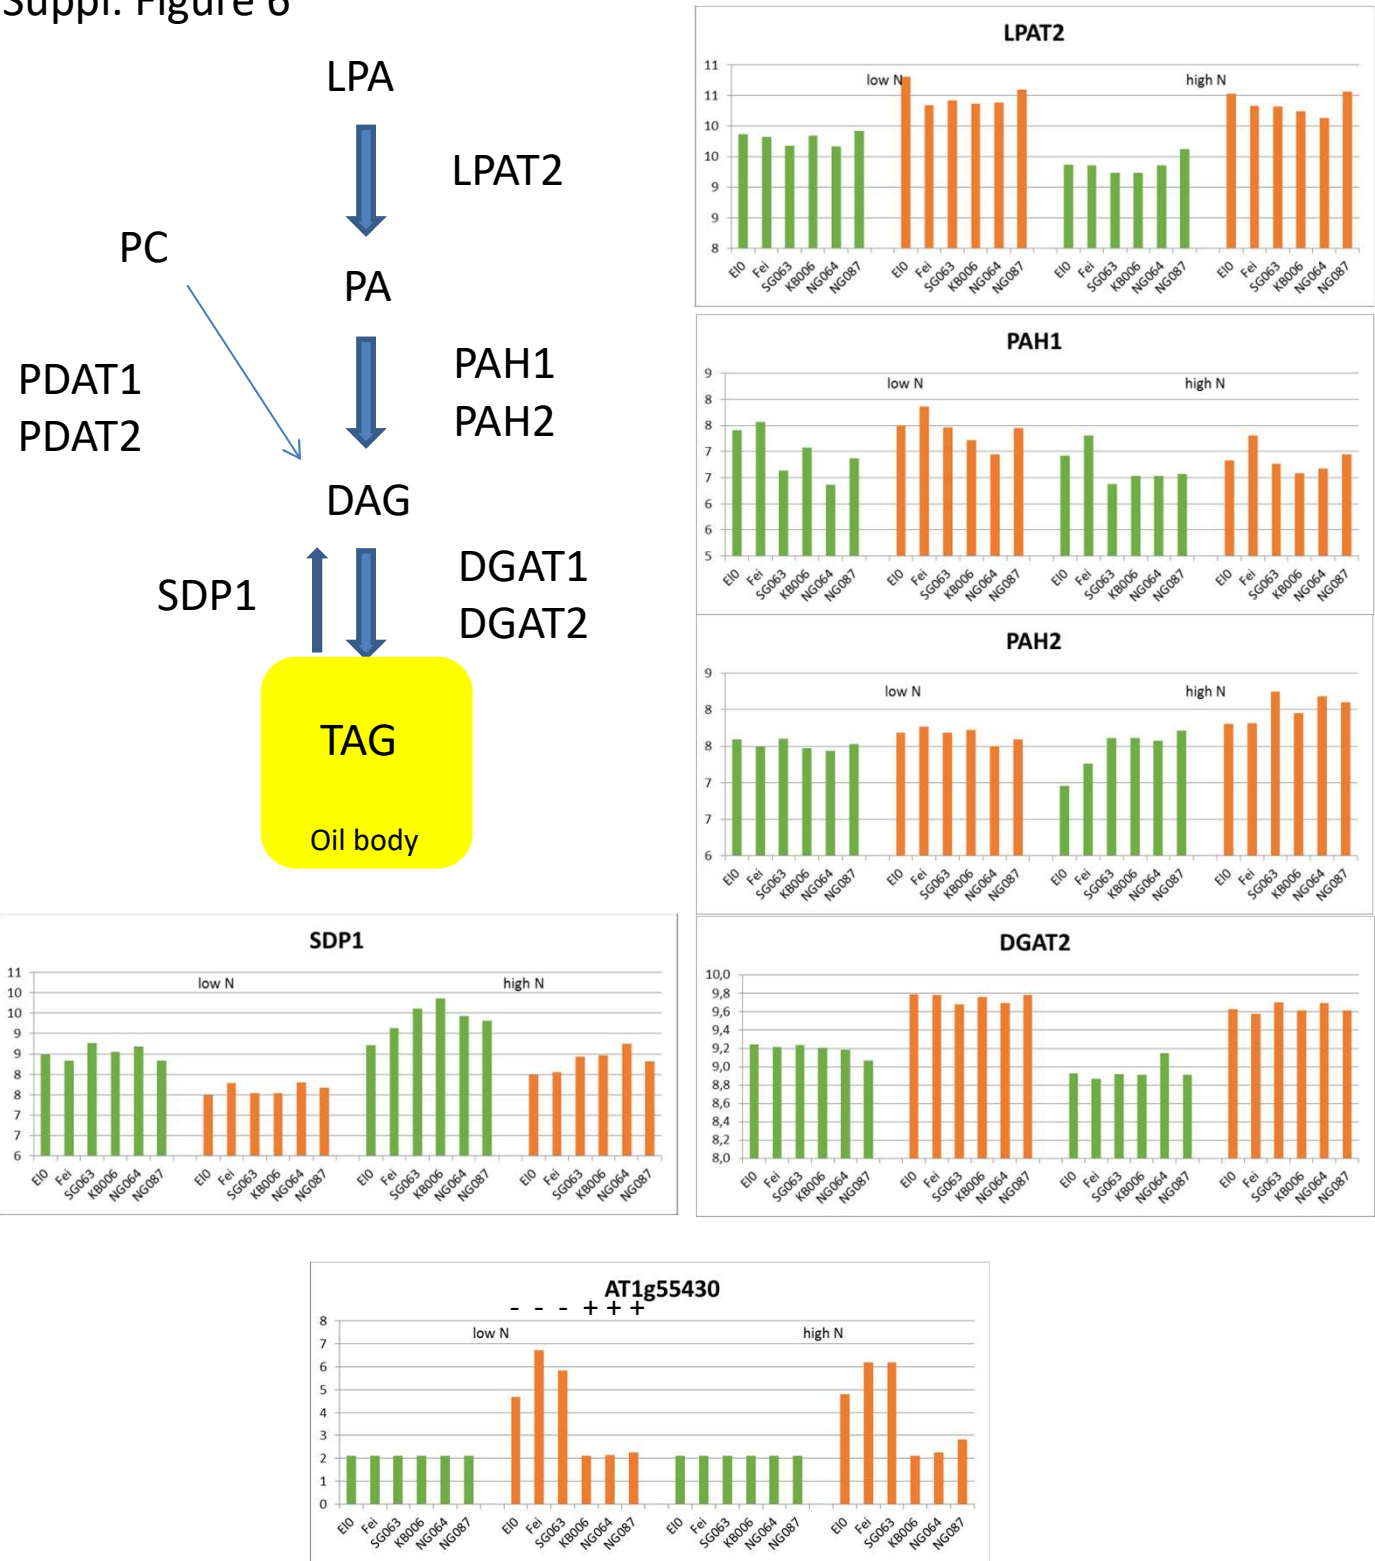 Suppl. Figure 6
LPA
LPAT2
PC
PA
PDAT1
PDAT2
PAH1
PAH2
DAG
SDP1
DGAT1
DGAT2
TAG
Oil body
LPAT2
low N
high N
11
11
10
10
9
9
8
El0 Fei SG063 KB006 NG064 NG087 El0 Fei SG063 KB006 NG064 NG087 El0 Fei SG063 KB006 NG064 NG087 El0 Fei SG063 KB006 NG064 NG087
PAH1
low N
high N
9
8
8
7
7
6
6
5
El0 Fei SG063 KB006 NG064 NG087 El0 Fei SG063 KB006 NG064 NG087 El0 Fei SG063 KB006 NG064 NG087 El0 Fei SG063 KB006 NG064 NG087
PAH2
low N
high N
9
8
8
7
7
6
El0 Fei SG063 KB006 NG064 NG087 El0 Fei SG063 KB006 NG064 NG087 El0 Fei SG063 KB006 NG064 NG087 El0 Fei SG063 KB006 NG064 NG087
SDP1
low N
high N
11
10
10
9
9
8
8
7
7
6
El0 Fei SG063 KB006 NG064 NG087 El0 Fei SG063 KB006 NG064 NG087 El0 Fei SG063 KB006 NG064 NG087 El0 Fei SG063 KB006 NG064 NG087
DGAT2
10,0
9,8
9,6
9,4
9,2
9,0
8,8
8,6
8,4
8,2
8,0
El0 Fei SG063 KB006 NG064 NG087 El0 Fei SG063 KB006 NG064 NG087 El0 Fei SG063 KB006 NG064 NG087 El0 Fei SG063 KB006 NG064 NG087
AT1g55430
- - - + + +
low N
high N
8
7
6
5
4
3
2
1
0
El0 Fei SG063 KB006 NG064 NG087 El0 Fei SG063 KB006 NG064 NG087 El0 Fei SG063 KB006 NG064 NG087 El0 Fei SG063 KB006 NG064 NG087